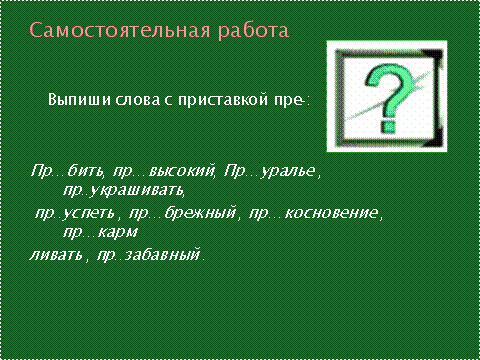 Самостоятельная работа
Выпиши слова с приставкой пре-:
Пр…бить, пр…высокий, Пр…уралье ,
пр..украшивать,
пр..успеть , пр…брежный , пр…косновение ,
пр…карм
ливать , пр..забавный .